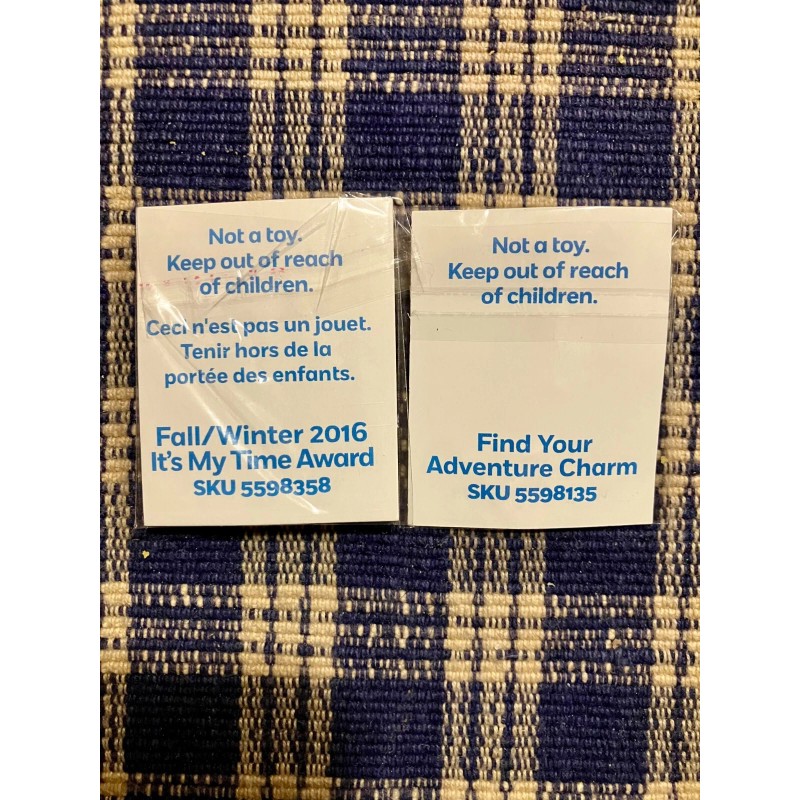 Not a toy.
Keep out of reach
of children.
Ceci n'est pas un jouet.
Tenir hors de la
portée des enfants.
Fall/Winter 2016
It's My Time Award
SKU 5598358
Not a toy.
Keep out of reach
of children.
Find Your
Adventure Charm
SKU 5598135